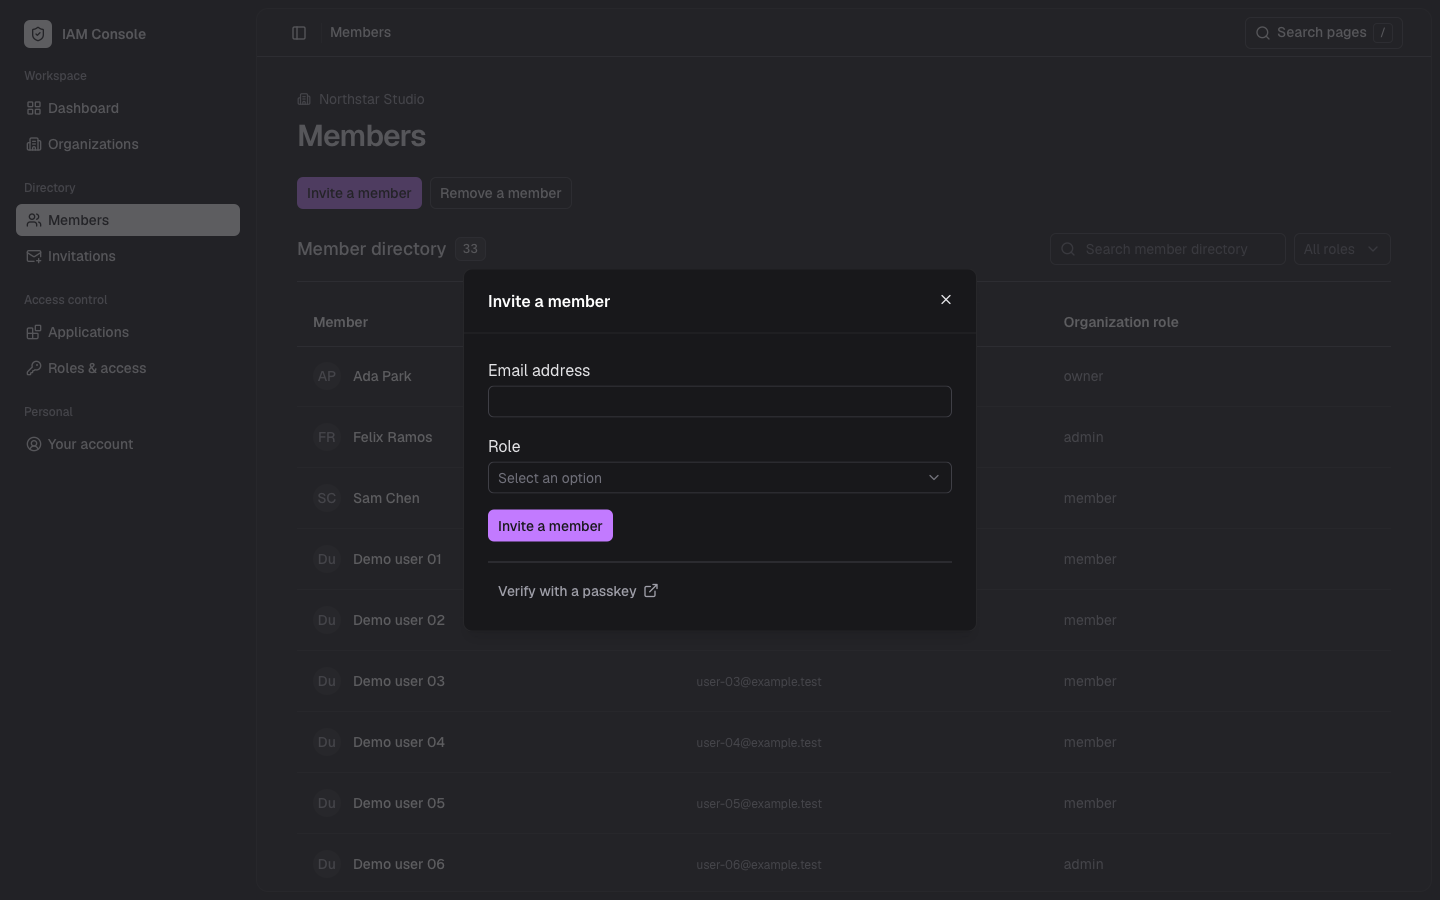 IAM Console
Workspace
Dashboard
Organizations
Directory
Members
Invitations
Access control
Applications
Roles & access
Personal
Your account
Members
Search pages /
Northstar Studio
Members
Invite a member
Remove a member
Member directory 33
Search member directory
All roles
Member
Organization role
AP Ada Park owner
FR Felix Ramos admin
SC Sam Chen member
Du Demo user 01 member
Du Demo user 02 member
Du Demo user 03 user-03@example.test member
Du Demo user 04 user-04@example.test member
Du Demo user 05 user-05@example.test member
Du Demo user 06 user-06@example.test admin
Invite a member
Email address
Role
Select an option
Invite a member
Verify with a passkey